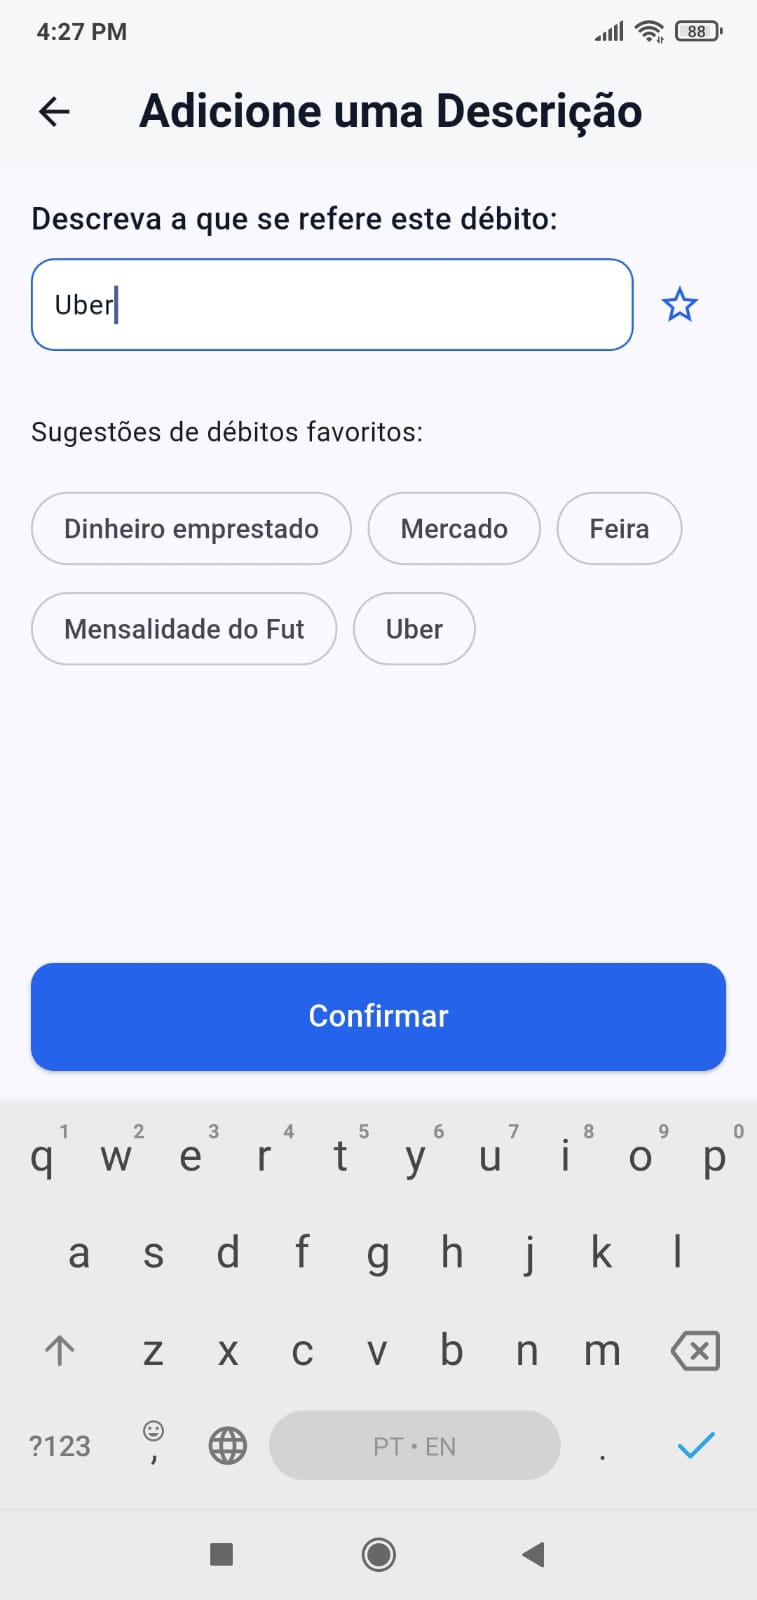 4:27 PM 88
Adicione uma Descrição
Descreva a que se refere este débito:
Uber
Sugestões de débitos favoritos:
Dinheiro emprestado Mercado Feira
Mensalidade do Fut Uber
Confirmar
1 2 3 4 5 6 7 8 9 0
q w e r t y u i o p
a s d f g h j k l
z x c v b n m
?123 , PT • EN .